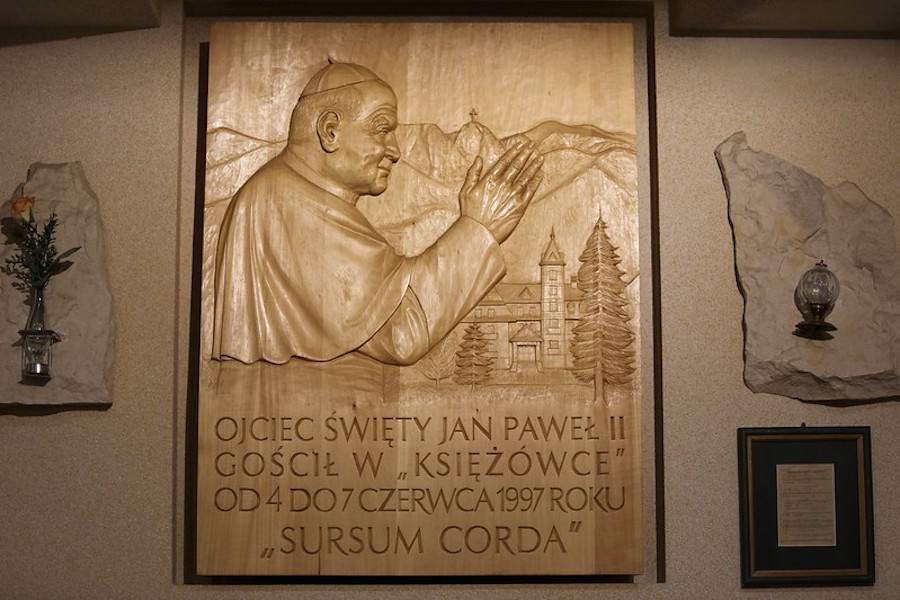 OJCIEC ŚWIĘTY JAN PAWEŁ II
GOŚCIŁ W „KSIĘŻÓWCE”
OD 4 DO 7 CZERWCA 1997 ROKU
„SURSUM CORDA”